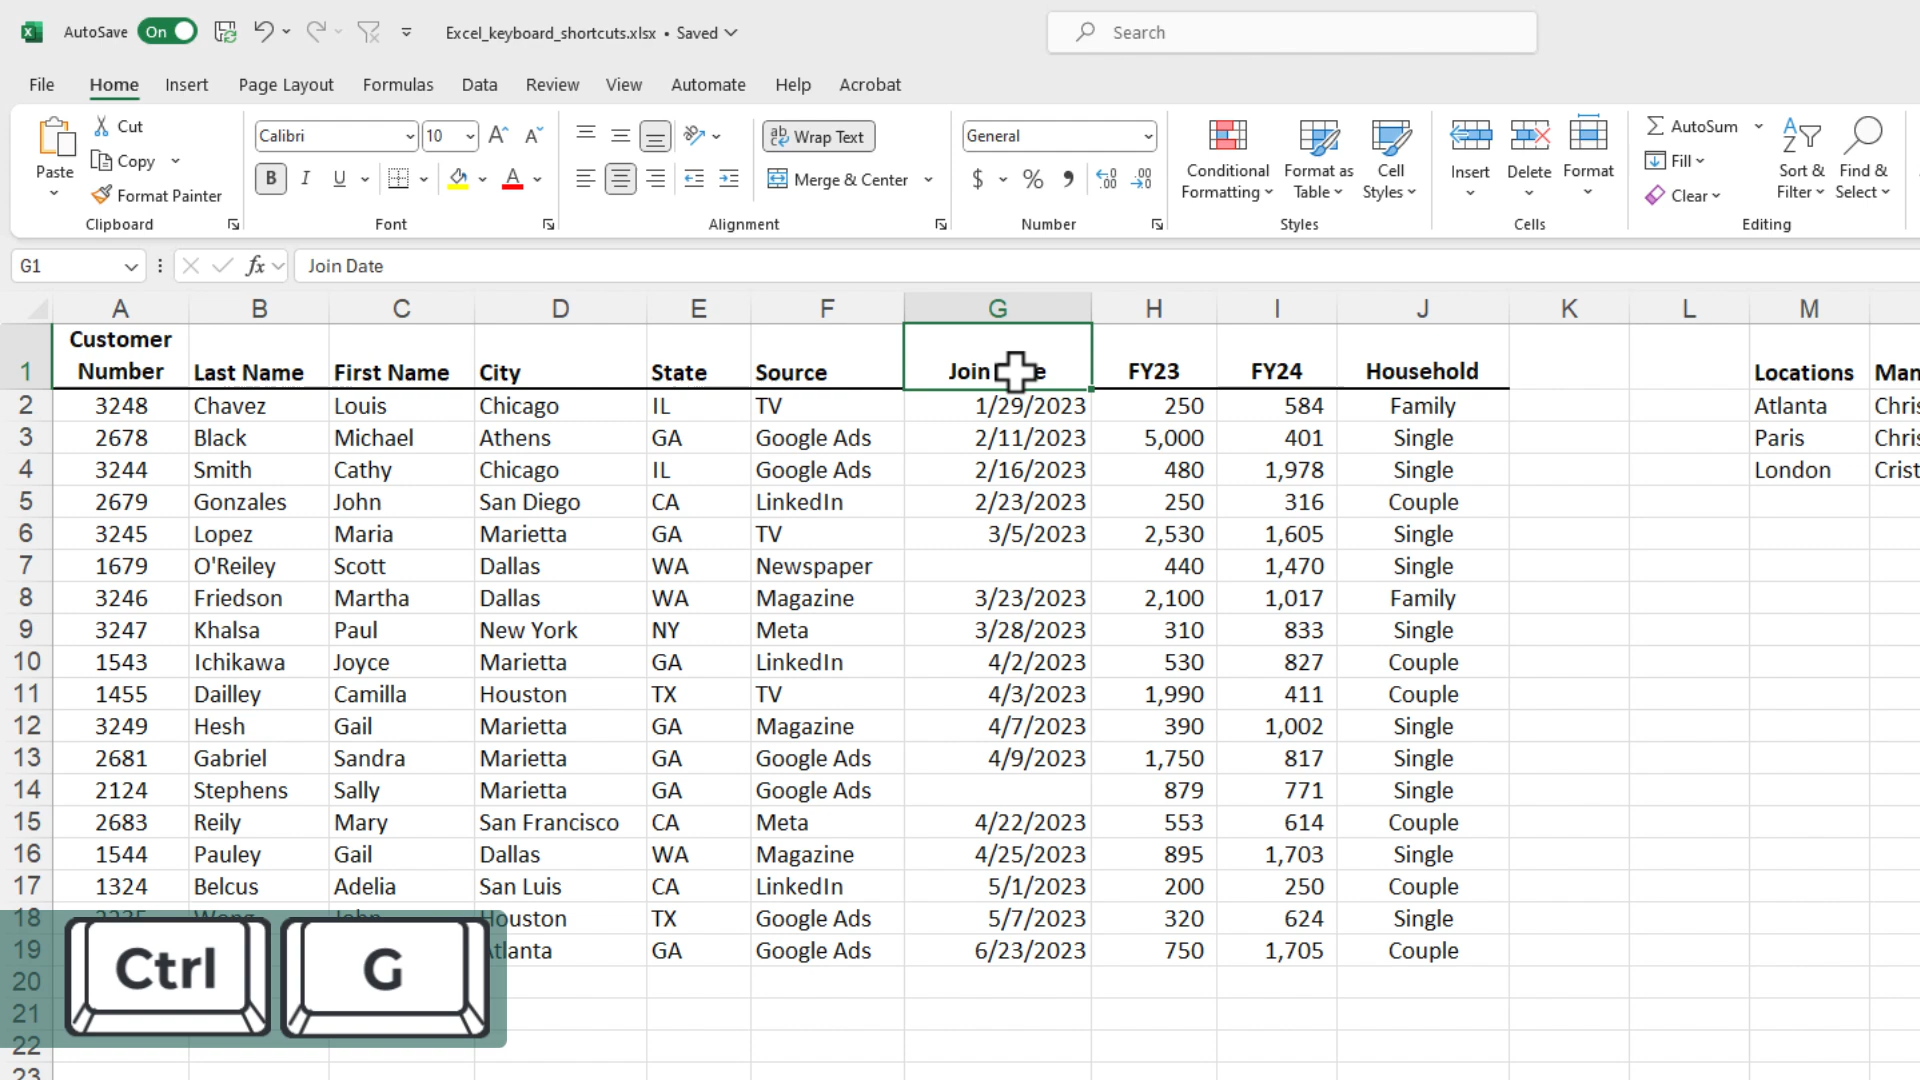 AutoSave On Excel_keyboard_shortcuts.xlsx • Saved Search
File Home Insert Page Layout Formulas Data Review View Automate Help Acrobat
Paste
Cut
Copy
Format Painter
Clipboard
Calibri 10
B I U A
Font
Wrap Text
Merge & Center
Alignment
General
$ % 9
Number
Conditional Formatting
Format as Table
Cell Styles
Styles
Insert Delete Format
Cells
AutoSum
Fill
Clear
Sort & Filter
Find & Select
Editing
G1 fx Join Date
A B C D E F G H I J K L M
1 Customer Number Last Name First Name City State Source Join e FY23 FY24 Household Locations Man
2 3248 Chavez Louis Chicago IL TV 1/29/2023 250 584 Family Atlanta Chris
3 2678 Black Michael Athens GA Google Ads 2/11/2023 5,000 401 Single Paris Chris
4 3244 Smith Cathy Chicago IL Google Ads 2/16/2023 480 1,978 Single London Crist
5 2679 Gonzales John San Diego CA LinkedIn 2/23/2023 250 316 Couple
6 3245 Lopez Maria Marietta GA TV 3/5/2023 2,530 1,605 Single
7 1679 O'Reiley Scott Dallas WA Newspaper 440 1,470 Single
8 3246 Friedson Martha Dallas WA Magazine 3/23/2023 2,100 1,017 Family
9 3247 Khalsa Paul New York NY Meta 3/28/2023 310 833 Single
10 1543 Ichikawa Joyce Marietta GA LinkedIn 4/2/2023 530 827 Couple
11 1455 Dailley Camilla Houston TX TV 4/3/2023 1,990 411 Couple
12 3249 Hesh Gail Marietta GA Magazine 4/7/2023 390 1,002 Single
13 2681 Gabriel Sandra Marietta GA Google Ads 4/9/2023 1,750 817 Single
14 2124 Stephens Sally Marietta GA Google Ads 879 771 Single
15 2683 Reily Mary San Francisco CA Meta 4/22/2023 553 614 Couple
16 1544 Pauley Gail Dallas WA Magazine 4/25/2023 895 1,703 Single
17 1324 Belcus Adelia San Luis CA LinkedIn 5/1/2023 200 250 Couple
18 Houston TX Google Ads 5/7/2023 320 624 Single
19 Atlanta GA Google Ads 6/23/2023 750 1,705 Couple
20
21
22
23
Ctrl G